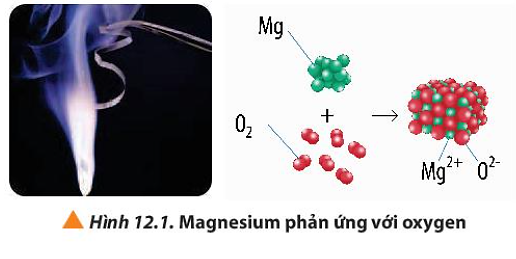 Mg
+
O₂
→
Mg²⁺ O²⁻
▲ Hình 12.1. Magnesium phản ứng với oxygen